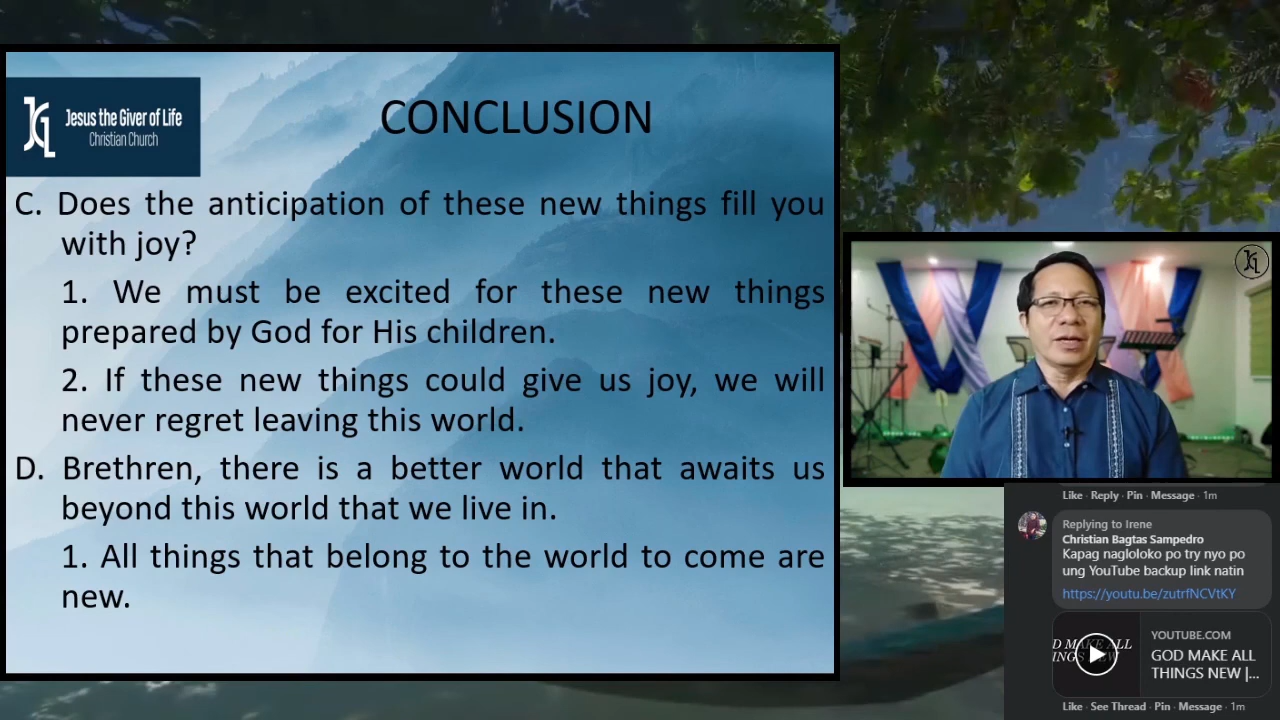 Jesus the Giver of Life
Christian Church
CONCLUSION
C. Does the anticipation of these new things fill you
with joy?
1. We must be excited for these new things
prepared by God for His children.
2. If these new things could give us joy, we will
never regret leaving this world.
D. Brethren, there is a better world that awaits us
beyond this world that we live in.
1. All things that belong to the world to come are
new.
Like · Reply · Pin · Message · 1m
Replying to Irene
Christian Bagtas Sampedro
Kapag nagloloko po try nyo po
ung YouTube backup link natin
https://youtu.be/zutrfNCVtKY
D MAKE ALL
INGS NEW
YOUTUBE.COM
GOD MAKE ALL
THINGS NEW |...
Like · See Thread · Pin · Message · 1m